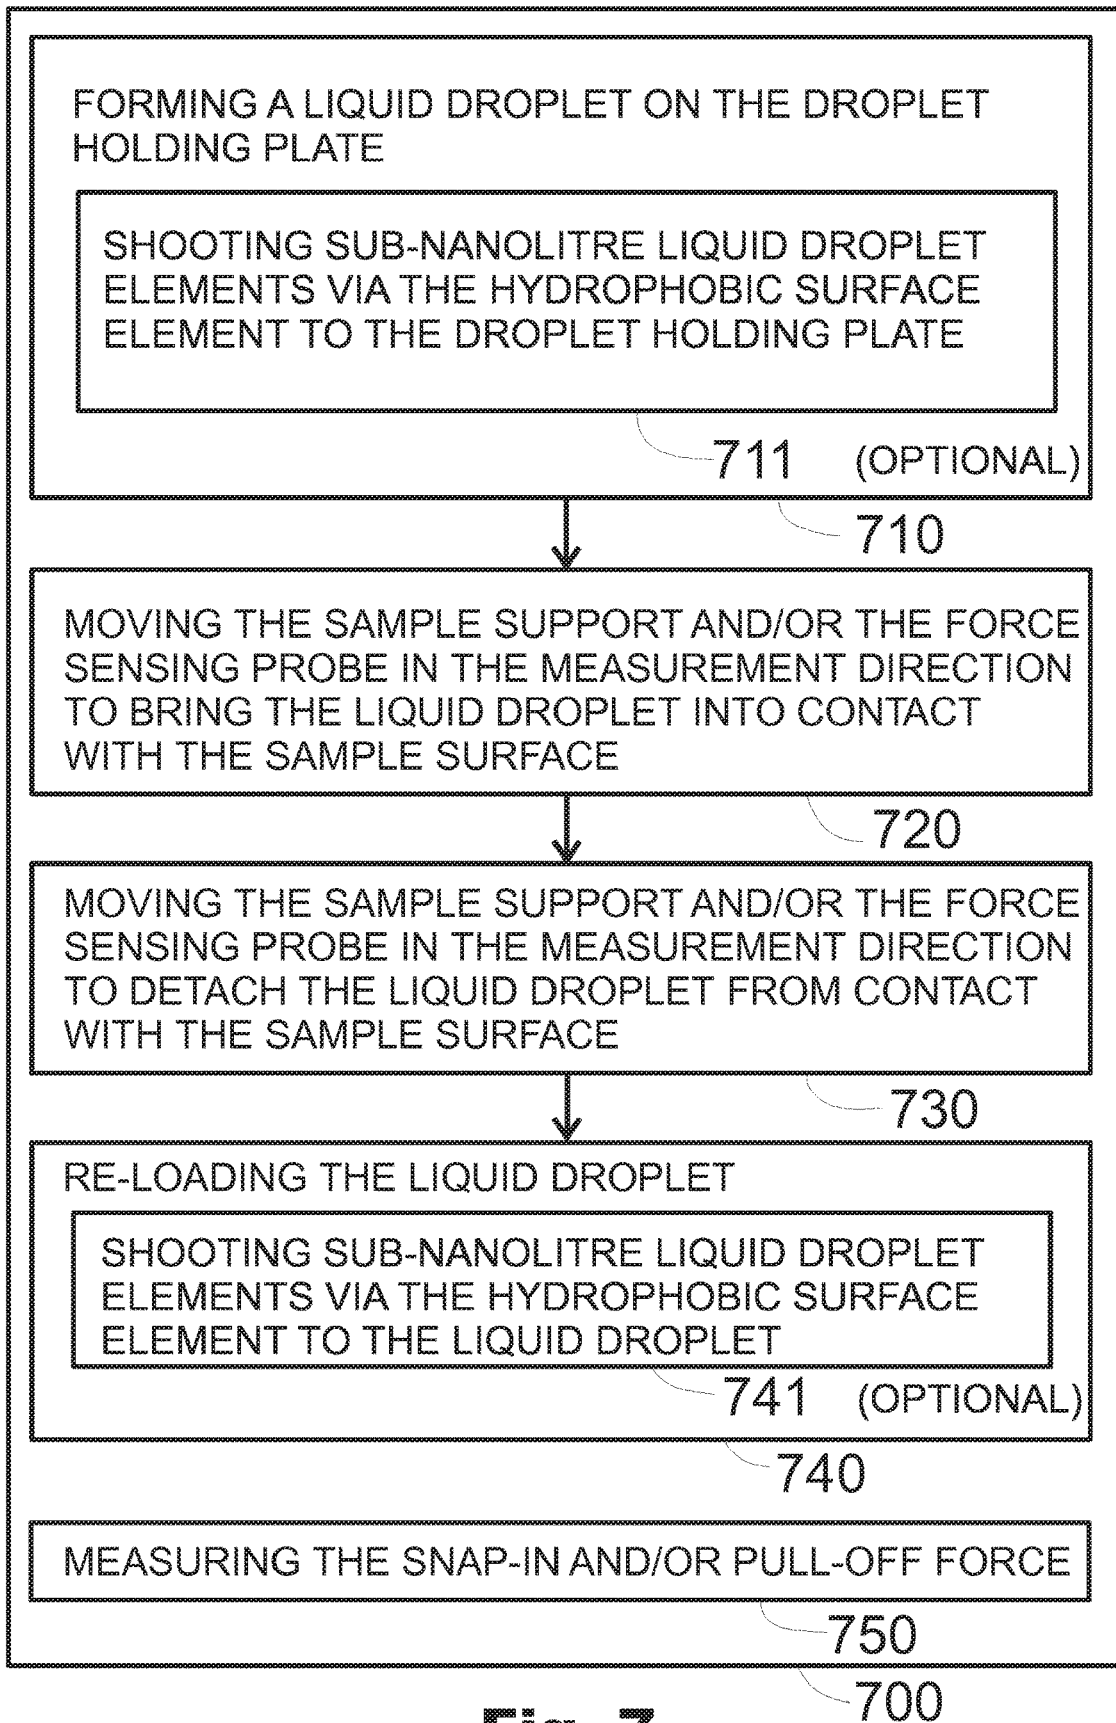 FORMING A LIQUID DROPLET ON THE DROPLET
HOLDING PLATE
SHOOTING SUB-NANOLITRE LIQUID DROPLET
ELEMENTS VIA THE HYDROPHOBIC SURFACE
ELEMENT TO THE DROPLET HOLDING PLATE
711 (OPTIONAL)
710
MOVING THE SAMPLE SUPPORT AND/OR THE FORCE
SENSING PROBE IN THE MEASUREMENT DIRECTION
TO BRING THE LIQUID DROPLET INTO CONTACT
WITH THE SAMPLE SURFACE
720
MOVING THE SAMPLE SUPPORT AND/OR THE FORCE
SENSING PROBE IN THE MEASUREMENT DIRECTION
TO DETACH THE LIQUID DROPLET FROM CONTACT
WITH THE SAMPLE SURFACE
730
RE-LOADING THE LIQUID DROPLET
SHOOTING SUB-NANOLITRE LIQUID DROPLET
ELEMENTS VIA THE HYDROPHOBIC SURFACE
ELEMENT TO THE LIQUID DROPLET
741 (OPTIONAL)
740
MEASURING THE SNAP-IN AND/OR PULL-OFF FORCE
750
700
Fig. 7